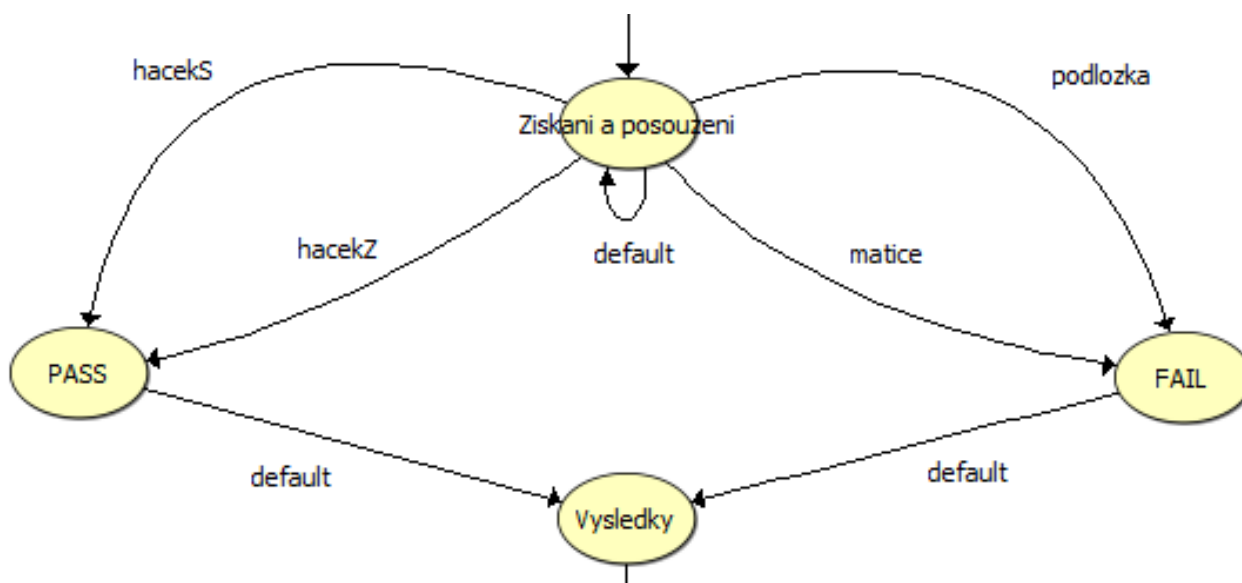 hacekS
podlozka
Ziskani a posouzeni
hacekZ
default
matice
PASS
FAIL
default
default
Vysledky